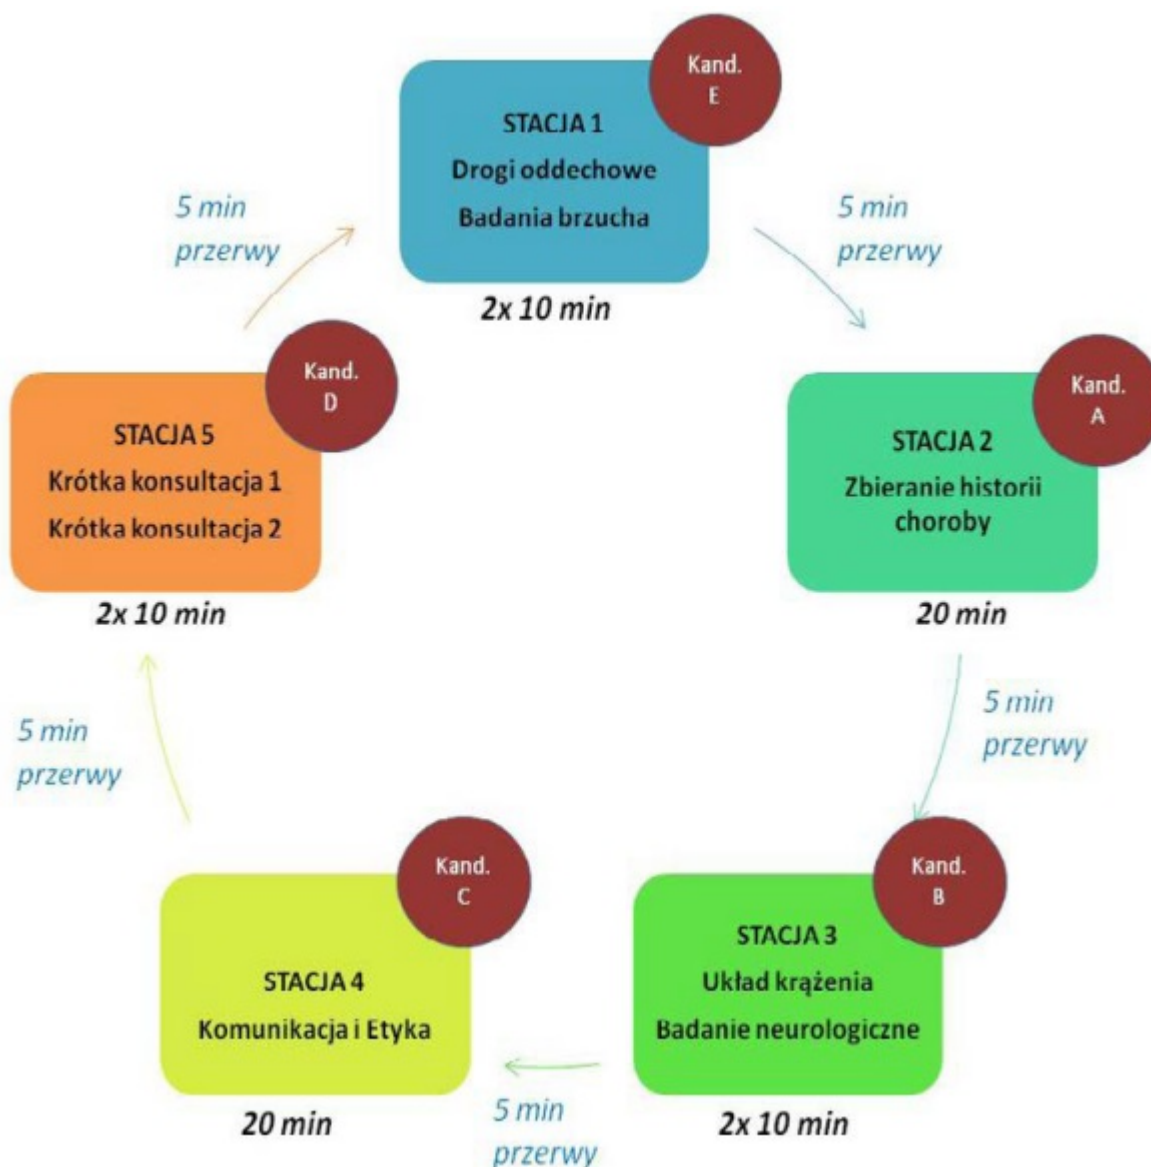 Kand.
E
STACJA 1
Drogi oddechowe
Badania brzucha
2x 10 min
5 min
przerwy
5 min
przerwy
Kand.
D
STACJA 5
Krótka konsultacja 1
Krótka konsultacja 2
2x 10 min
Kand.
A
STACJA 2
Zbieranie historii
choroby
20 min
5 min
przerwy
5 min
przerwy
Kand.
C
STACJA 4
Komunikacja i Etyka
20 min
Kand.
B
STACJA 3
Układ krążenia
Badanie neurologiczne
2x 10 min
5 min
przerwy